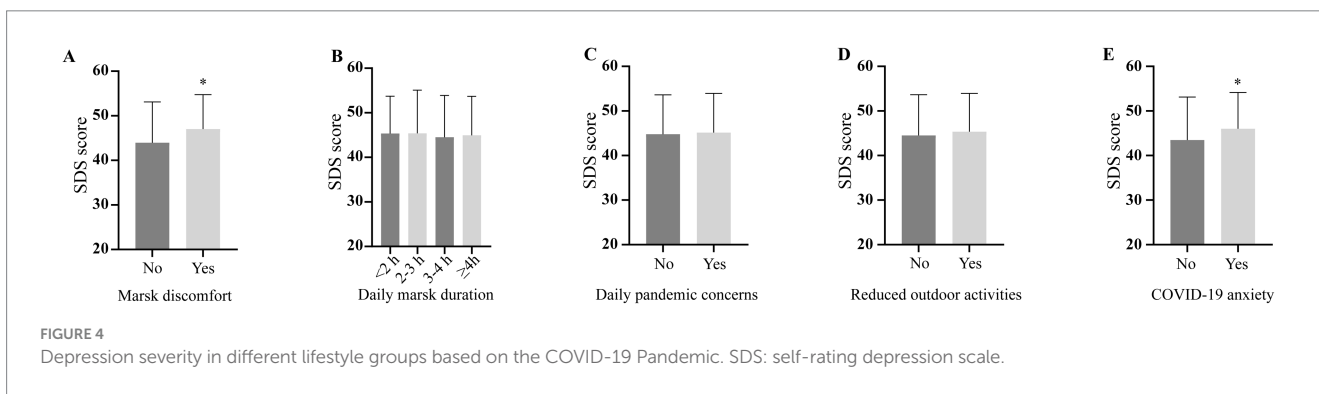 A
60
50
40
30
20
SDS score
*
No Yes
Marsk discomfort
B
60
50
40
30
20
SDS score
<2 h 2-3 h 3-4 h ≥4h
Daily marsk duration
C
60
50
40
30
20
SDS score
No Yes
Daily pandemic concerns
D
60
50
40
30
20
SDS score
No Yes
Reduced outdoor activities
E
60
50
40
30
20
SDS score
*
No Yes
COVID-19 anxiety
FIGURE 4
Depression severity in different lifestyle groups based on the COVID-19 Pandemic. SDS: self-rating depression scale.